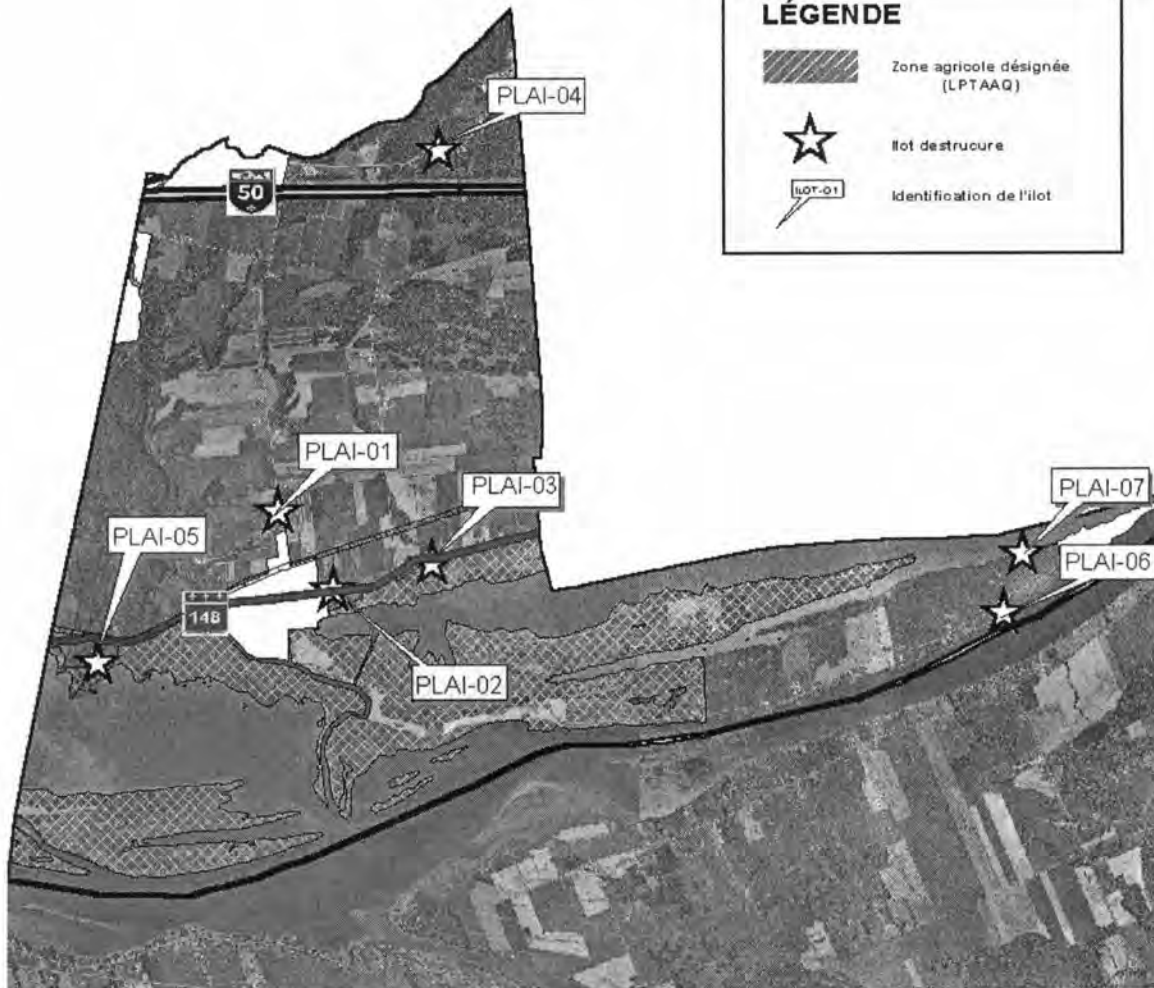 LÉGENDE
Zone agricole désignée
(LPTAAQ)
Ilot destrucure
ILOT-01
Identification de l'ilot
PLAI-04
50
PLAI-01
PLAI-03
PLAI-07
PLAI-05
PLAI-06
148
PLAI-02